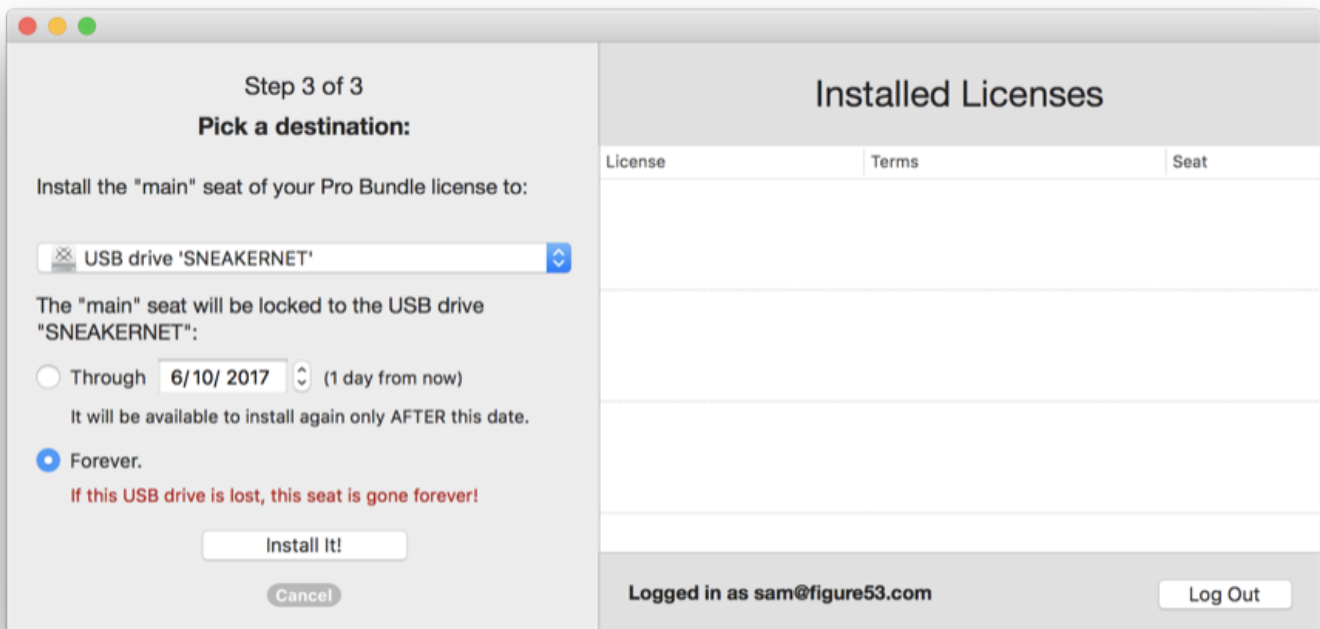 Step 3 of 3
Pick a destination:
Install the "main" seat of your Pro Bundle license to:
USB drive 'SNEAKERNET'
The "main" seat will be locked to the USB drive
"SNEAKERNET":
Through 6/10/ 2017 (1 day from now)
It will be available to install again only AFTER this date.
Forever.
If this USB drive is lost, this seat is gone forever!
Install It!
Cancel
Installed Licenses
License Terms Seat
Logged in as sam@figure53.com Log Out